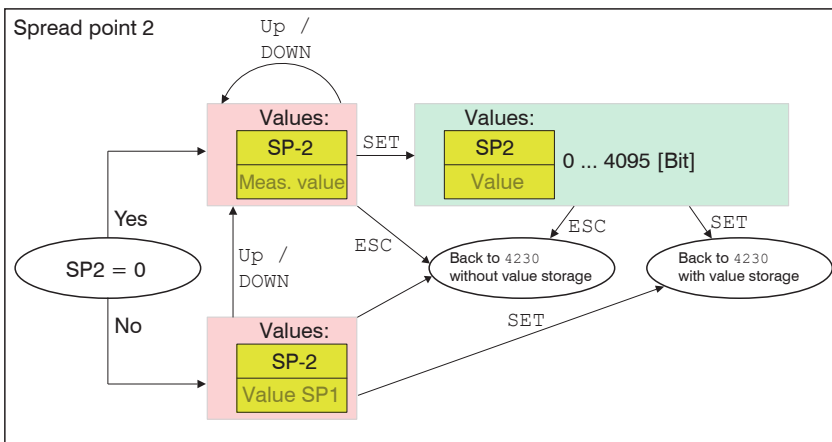 Spread point 2
Up /
DOWN
Values:
SP-2
Meas. value
SET
Values:
SP2
Value
0 ... 4095 [Bit]
Yes
SP2 = 0
No
Up /
DOWN
ESC
ESC
SET
Back to 4230
without value storage
Back to 4230
with value storage
Values:
SP-2
Value SP1
SET